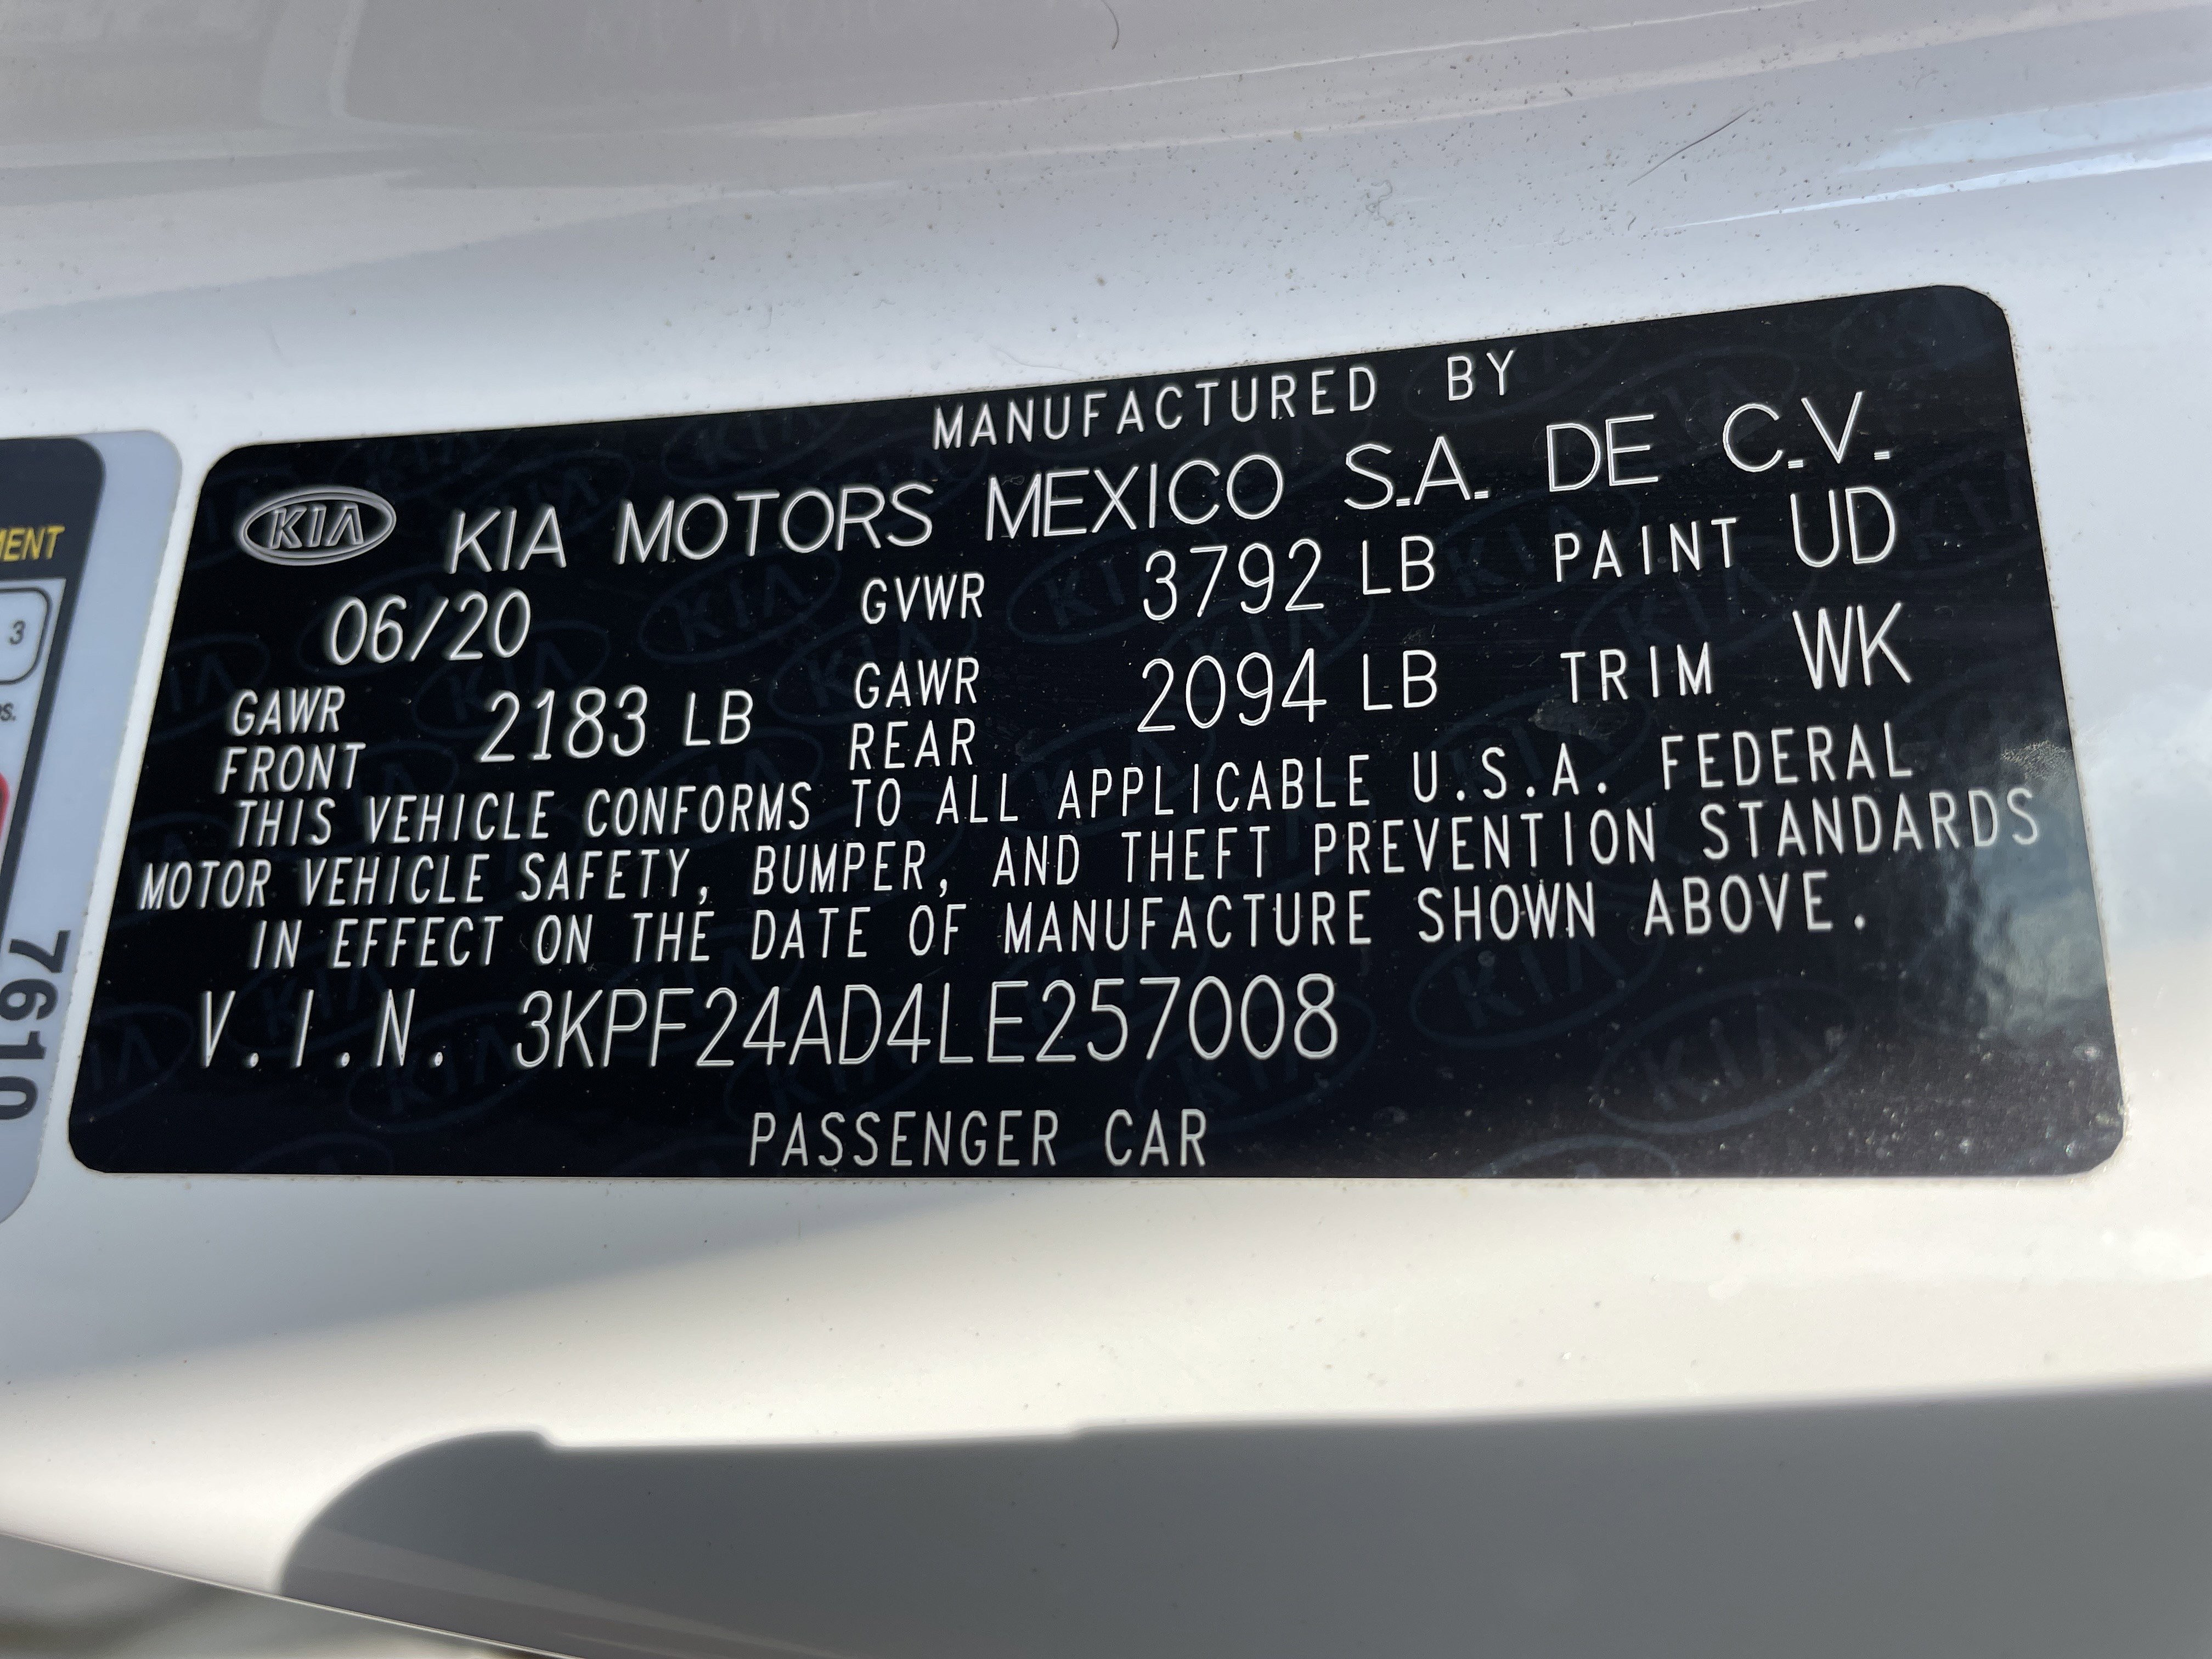 MANUFACTURED BY
KIA KIA MOTORS MEXICO S.A. DE C.V.
06/20 GVWR 3792 LB PAINT UD
GAWR FRONT 2183 LB GAWR REAR 2094 LB TRIM WK
THIS VEHICLE CONFORMS TO ALL APPLICABLE U.S.A. FEDERAL
MOTOR VEHICLE SAFETY, BUMPER, AND THEFT PREVENTION STANDARDS
IN EFFECT ON THE DATE OF MANUFACTURE SHOWN ABOVE.
V.I.N. 3KPF24AD4LE257008
PASSENGER CAR
3
7610